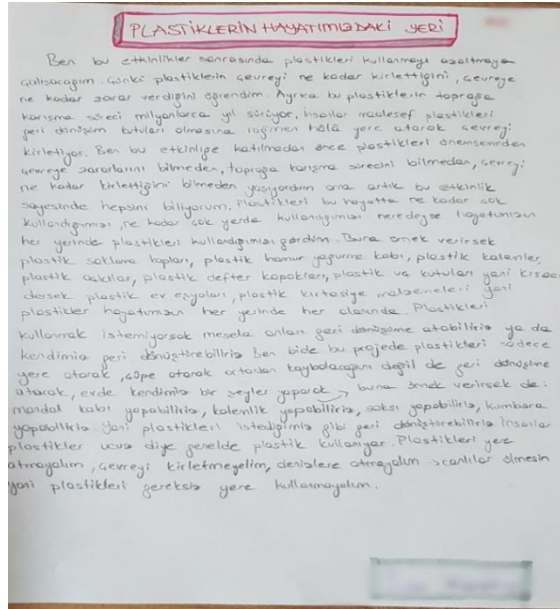 PLASTİKLERİN HAYATIMIZDAKİ YERİ
Ben bu etkinlikler sonrasında plastikleri kullanmayı azaltmaya
çalışacağım. Çünkü plastiklerin çevreyi ne kadar kirlettiğini, çevreye
ne kadar zarar verdiğini öğrendim. Ayrıca bu plastiklerin toprağa
karışma süreci milyonlarca yıl sürüyor, insanlar maalesef plastikleri
geri dönüşüm kutuları olmasına rağmen hâlâ yere atarak çevreyi
kirletiyor. Ben bu etkinliğe katılmadan önce plastikleri önemsemeden
çevreye zararlarını bilmeden, toprağa karışma sürecini bilmeden, çevreyi
ne kadar kirlettiğini bilmeden yaşıyordum ama artık bu etkinlik
sayesinde hepsini biliyorum. Plastikleri bu hayatta ne kadar çok
kullandığımızı, ne kadar çok yerde kullandığımızı neredeyse hayatımızın
her yerinde plastikleri kullandığımızı gördüm. Buna örnek verirsek
plastik saklama kapları, plastik hamur yoğurma kabı, plastik kalemler,
plastik askılar, plastik defter kapakları, plastik ve kutuları yani kısaca
dersek plastik ev eşyaları, plastik kırtasiye malzemeleri yani
plastikler hayatımızın her yerinde her alanında. Plastikleri
kullanmak istemiyorsak mesela onları geri dönüşüme atabiliriz ya da
kendimiz geri dönüştürebiliriz Ben bide bu projede plastikleri sadece
yere atarak, çöpe atarak ortadan kaybolacağını değil de geri dönüşüme
atarak, evde kendimiz bir şeyler yaparak, buna örnek verirsek de:
mandal kabı yapabiliriz, kalemlik yapabiliriz, saksı yapabiliriz, kumbara
yapabiliriz. Yani plastikleri istediğimiz gibi geri dönüştürebiliriz İnsanlar
plastikler ucuz diye genelde plastik kullanıyor. Plastikleri yere
atmayalım, çevreyi kirletmeyelim, denizlere atmayalım canlılar ölmesin
yani plastikleri gereksiz yere kullanmayalım.